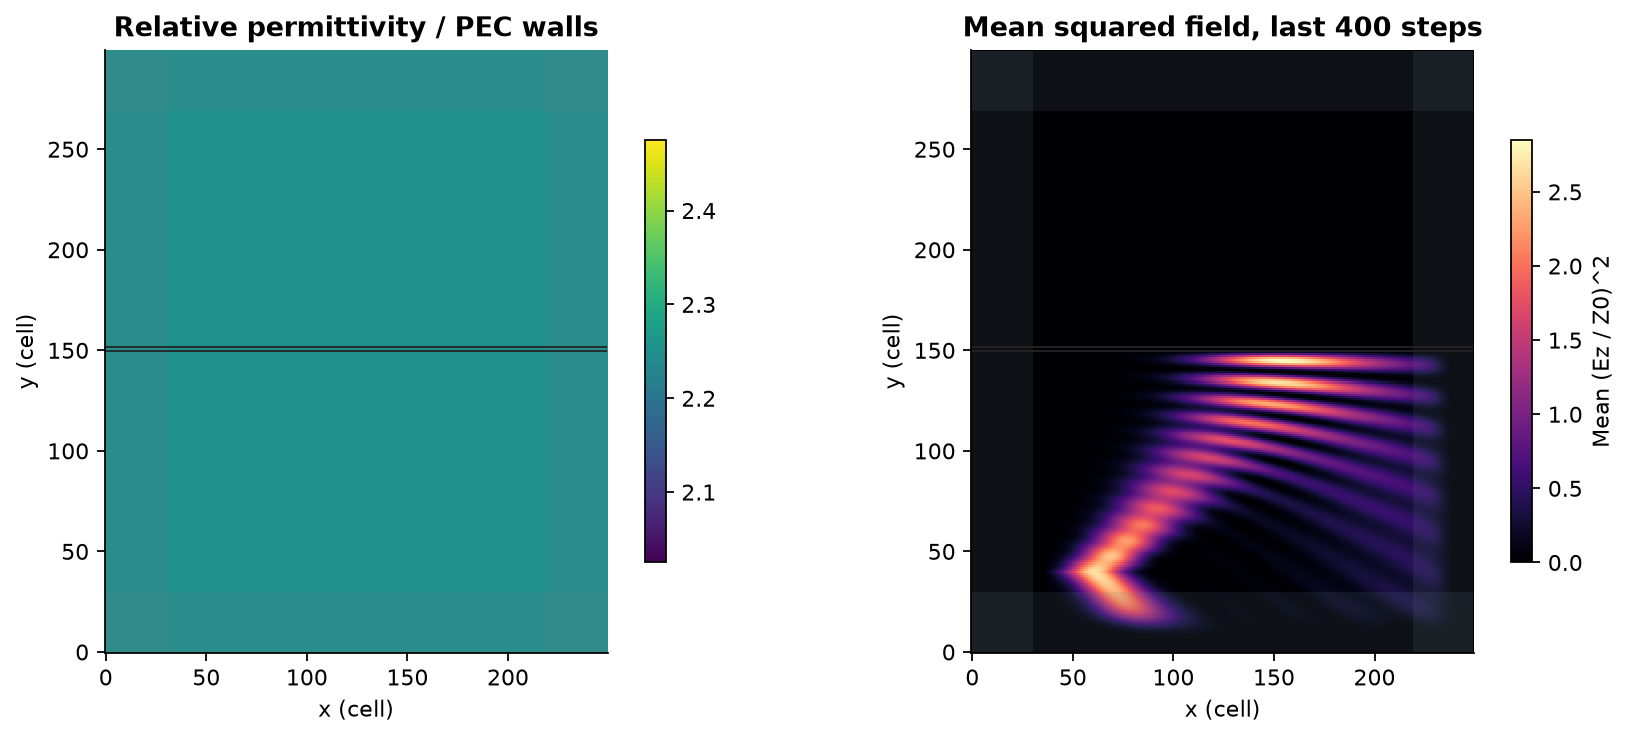 Relative permittivity / PEC walls
Mean squared field, last 400 steps
250
200
150
100
50
0
0 50 100 150 200
x (cell)
y (cell)
2.4
2.3
2.2
2.1
250
200
150
100
50
0
0 50 100 150 200
x (cell)
y (cell)
2.5
2.0
1.5
1.0
0.5
0.0
Mean (Ez / Z0)^2